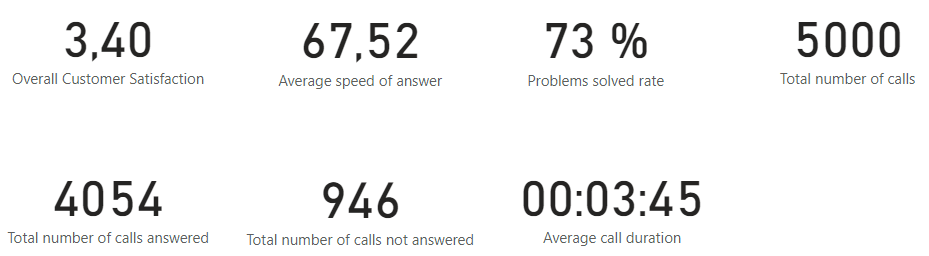 3,40
Overall Customer Satisfaction
67,52
Average speed of answer
73 %
Problems solved rate
5000
Total number of calls
4054
Total number of calls answered
946
Total number of calls not answered
00:03:45
Average call duration